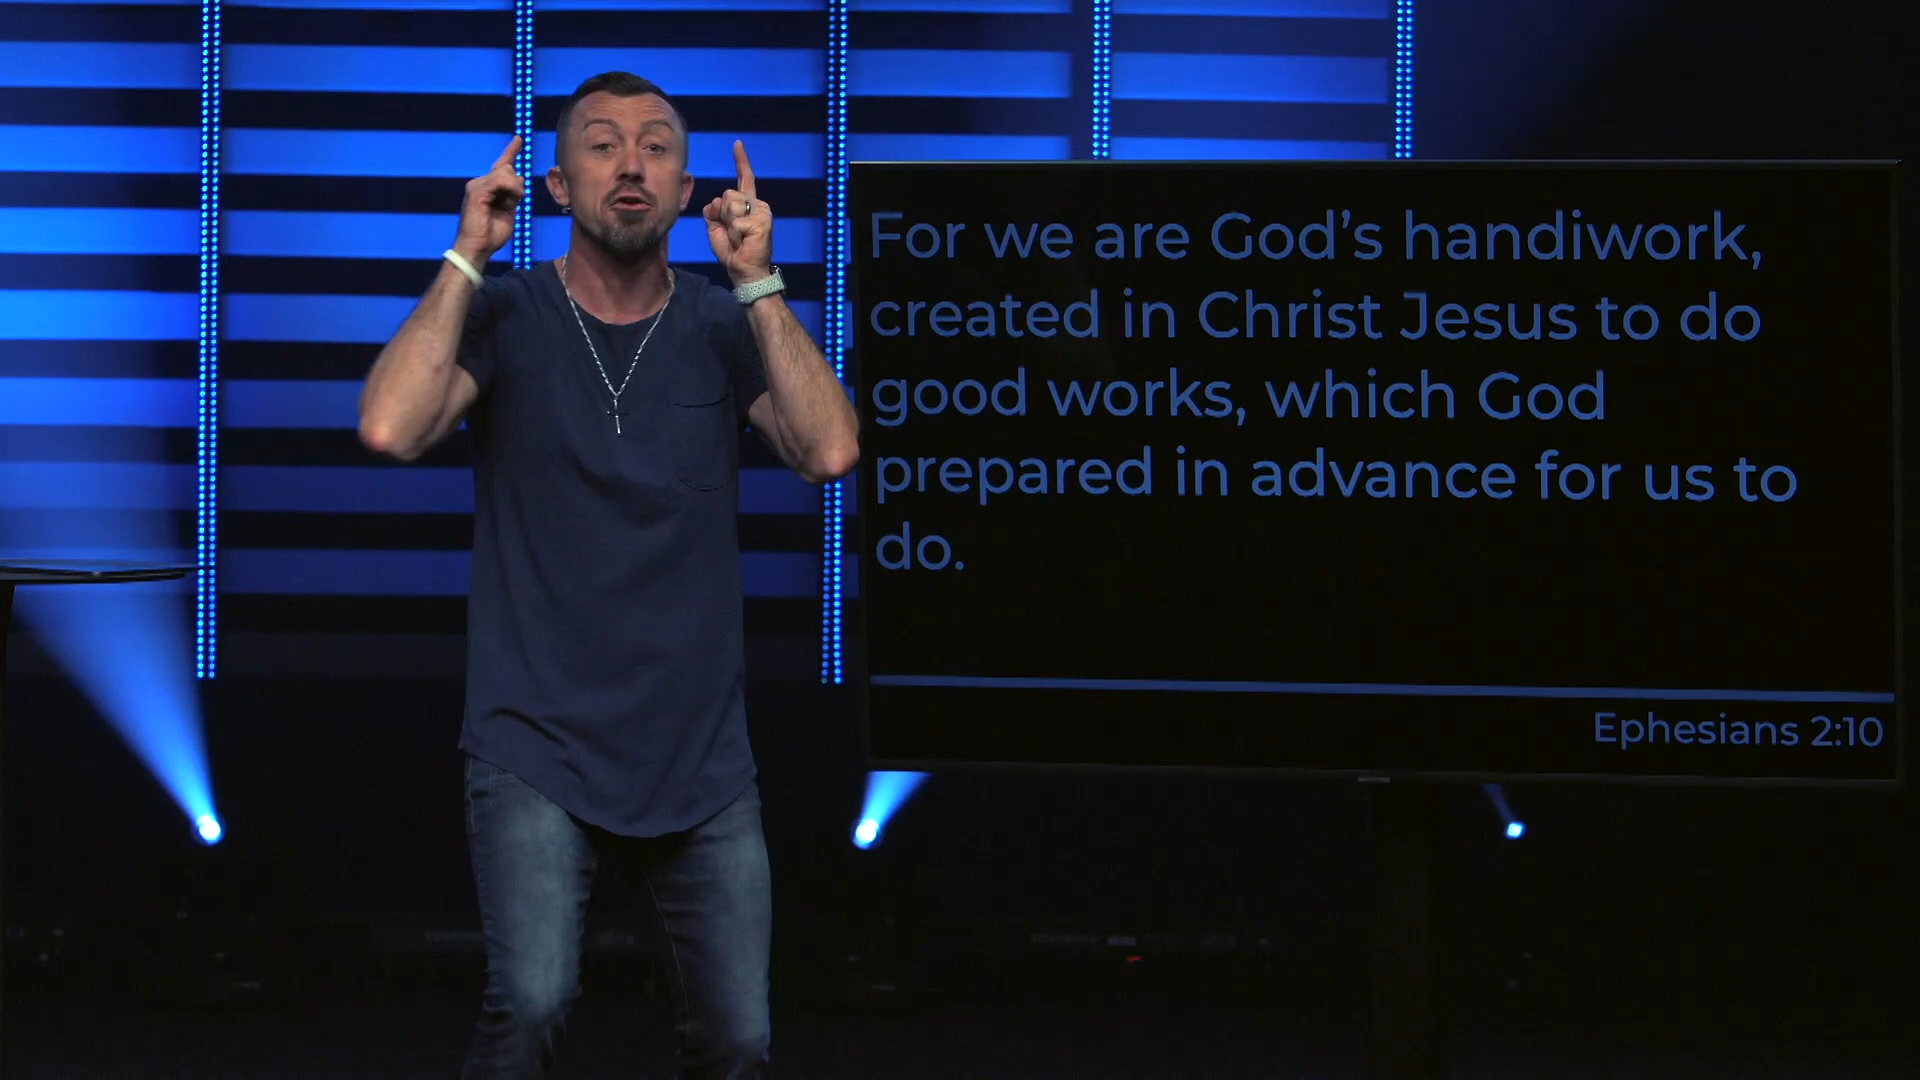 For we are God’s handiwork,
created in Christ Jesus to do
good works, which God
prepared in advance for us to
do.
Ephesians 2:10